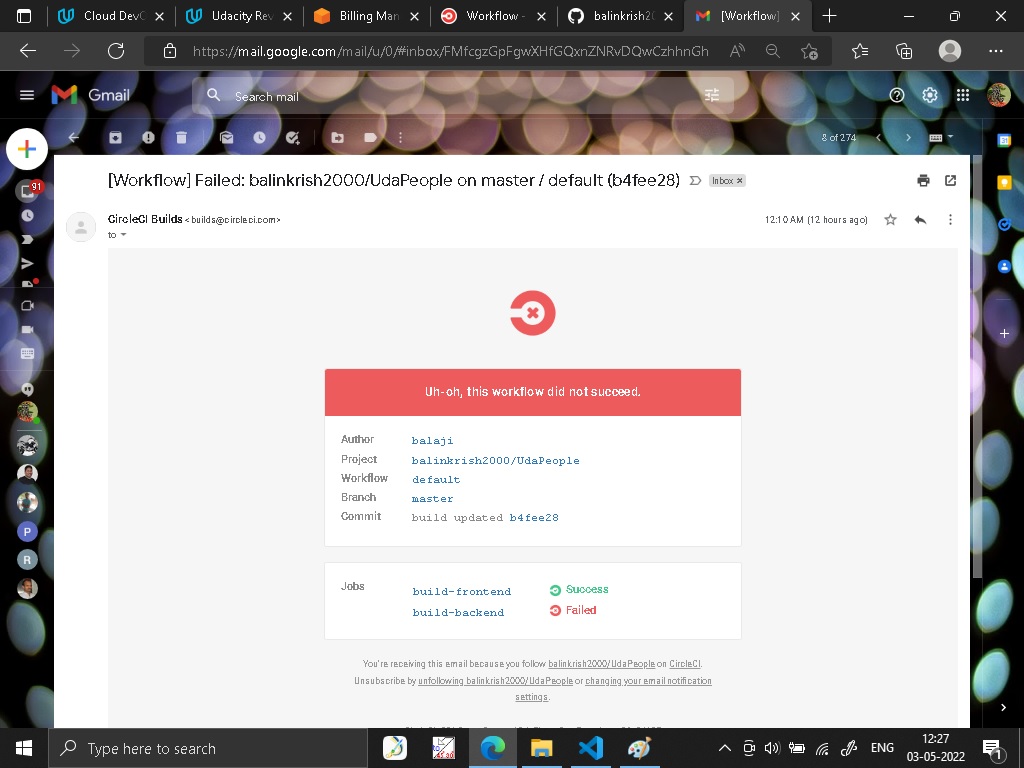 Cloud DevO
Udacity Rev
Billing Man
Workflow -
balinkrish20
[Workflow]
https://mail.google.com/mail/u/0/#inbox/FMfcgzGpFgwXHfGQxnZNRvDQwCzhhnGh
Gmail
Search mail
8 of 274
91
[Workflow] Failed: balinkrish2000/UdaPeople on master / default (b4fee28)
Inbox ×
CircleCI Builds <builds@circleci.com>
12:10 AM (12 hours ago)
to
Uh-oh, this workflow did not succeed.
Author balaji
Project balinkrish2000/UdaPeople
Workflow default
Branch master
Commit build updated b4fee28
Jobs build-frontend Success
build-backend Failed
P
R
You're receiving this email because you follow balinkrish2000/UdaPeople on CircleCI.
Unsubscribe by unfollowing balinkrish2000/UdaPeople or changing your email notification
settings.
Type here to search
ENG
12:27
03-05-2022
1